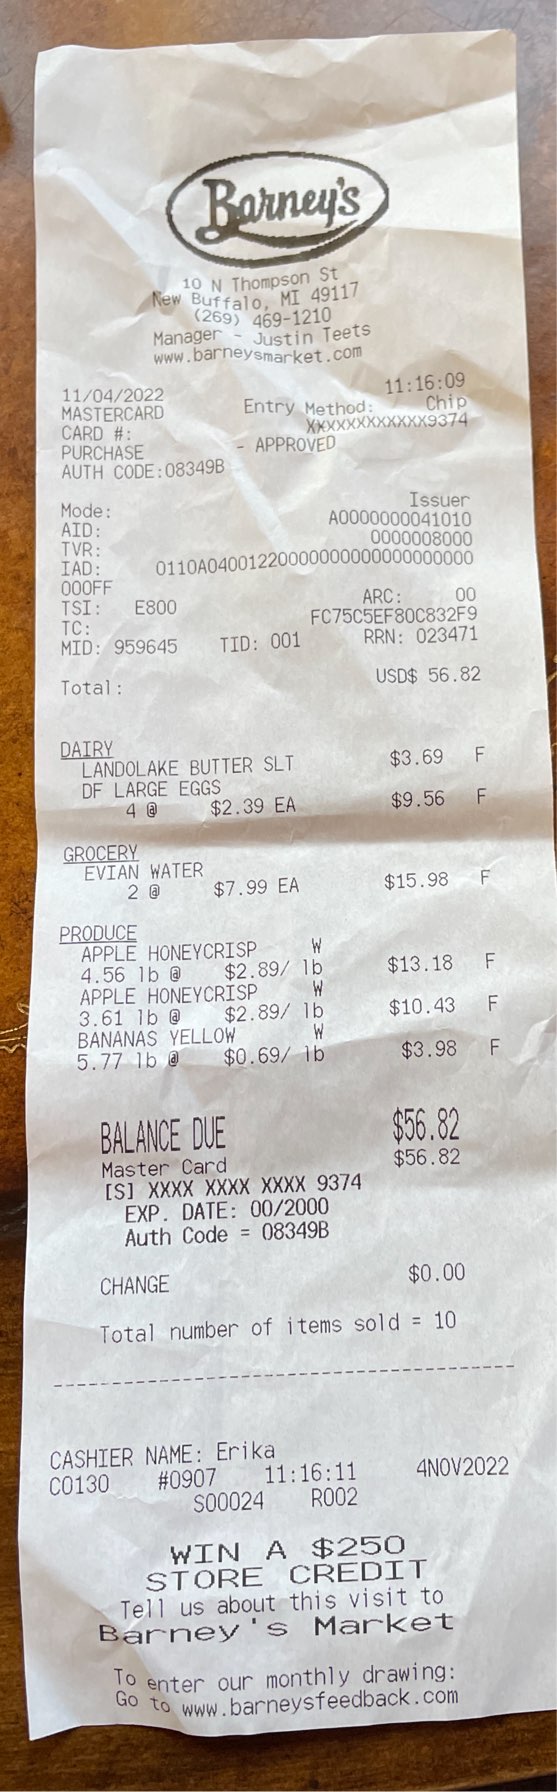 Barney's
10 N Thompson St
New Buffalo, MI 49117
(269) 469-1210
Manager - Justin Teets
www.barneysmarket.com
11/04/2022 11:16:09
MASTERCARD Entry Method: Chip
CARD #: XXXXXXXXXXXX9374
PURCHASE - APPROVED
AUTH CODE:08349B
Mode: Issuer
AID: A0000000041010
TVR: 0000008000
IAD: 0110A04001220000000000000000000000
000FF
TSI: E800 ARC: 00
TC: FC75C5EF80C832F9
MID: 959645 TID: 001 RRN: 023471
Total: USD$ 56.82
DAIRY
LANDOLAKE BUTTER SLT $3.69 F
DF LARGE EGGS
4 @ $2.39 EA $9.56 F
GROCERY
EVIAN WATER
2 @ $7.99 EA $15.98 F
PRODUCE
APPLE HONEYCRISP W
4.56 lb @ $2.89/ lb $13.18 F
APPLE HONEYCRISP W
3.61 lb @ $2.89/ lb $10.43 F
BANANAS YELLOW W
5.77 lb @ $0.69/ lb $3.98 F
BALANCE DUE $56.82
Master Card $56.82
[S] XXXX XXXX XXXX 9374
EXP. DATE: 00/2000
Auth Code = 08349B
CHANGE $0.00
Total number of items sold = 10
----------------------------------------
CASHIER NAME: Erika
C0130 #0907 11:16:11 4NOV2022
S00024 R002
WIN A $250
STORE CREDIT
Tell us about this visit to
Barney's Market
To enter our monthly drawing:
Go to www.barneysfeedback.com